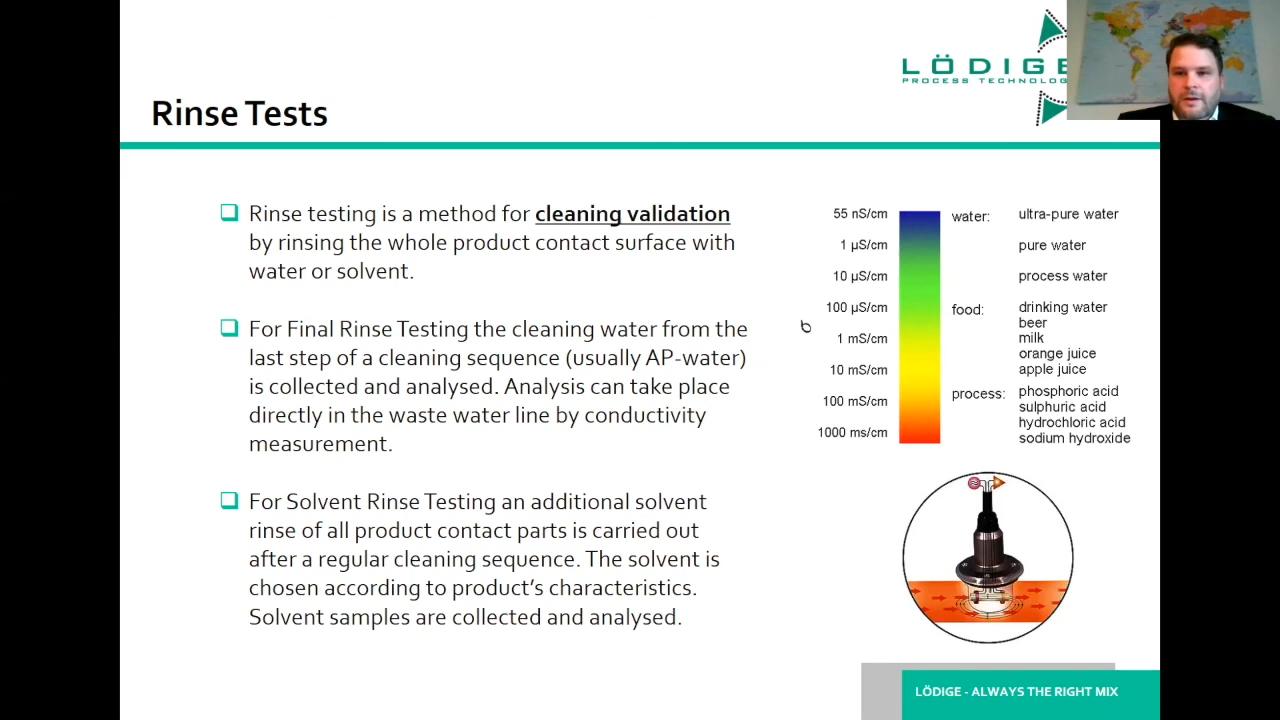 LÖDIGE
PROCESS TECHNOLOGY
Rinse Tests
Rinse testing is a method for cleaning validation
by rinsing the whole product contact surface with
water or solvent.
For Final Rinse Testing the cleaning water from the
last step of a cleaning sequence (usually AP-water)
is collected and analysed. Analysis can take place
directly in the waste water line by conductivity
measurement.
For Solvent Rinse Testing an additional solvent
rinse of all product contact parts is carried out
after a regular cleaning sequence. The solvent is
chosen according to product's characteristics.
Solvent samples are collected and analysed.
σ
55 nS/cm water: ultra-pure water
1 µS/cm pure water
10 µS/cm process water
100 µS/cm food: drinking water
beer
1 mS/cm milk
orange juice
10 mS/cm apple juice
process: phosphoric acid
100 mS/cm sulphuric acid
hydrochloric acid
1000 ms/cm sodium hydroxide
LÖDIGE - ALWAYS THE RIGHT MIX